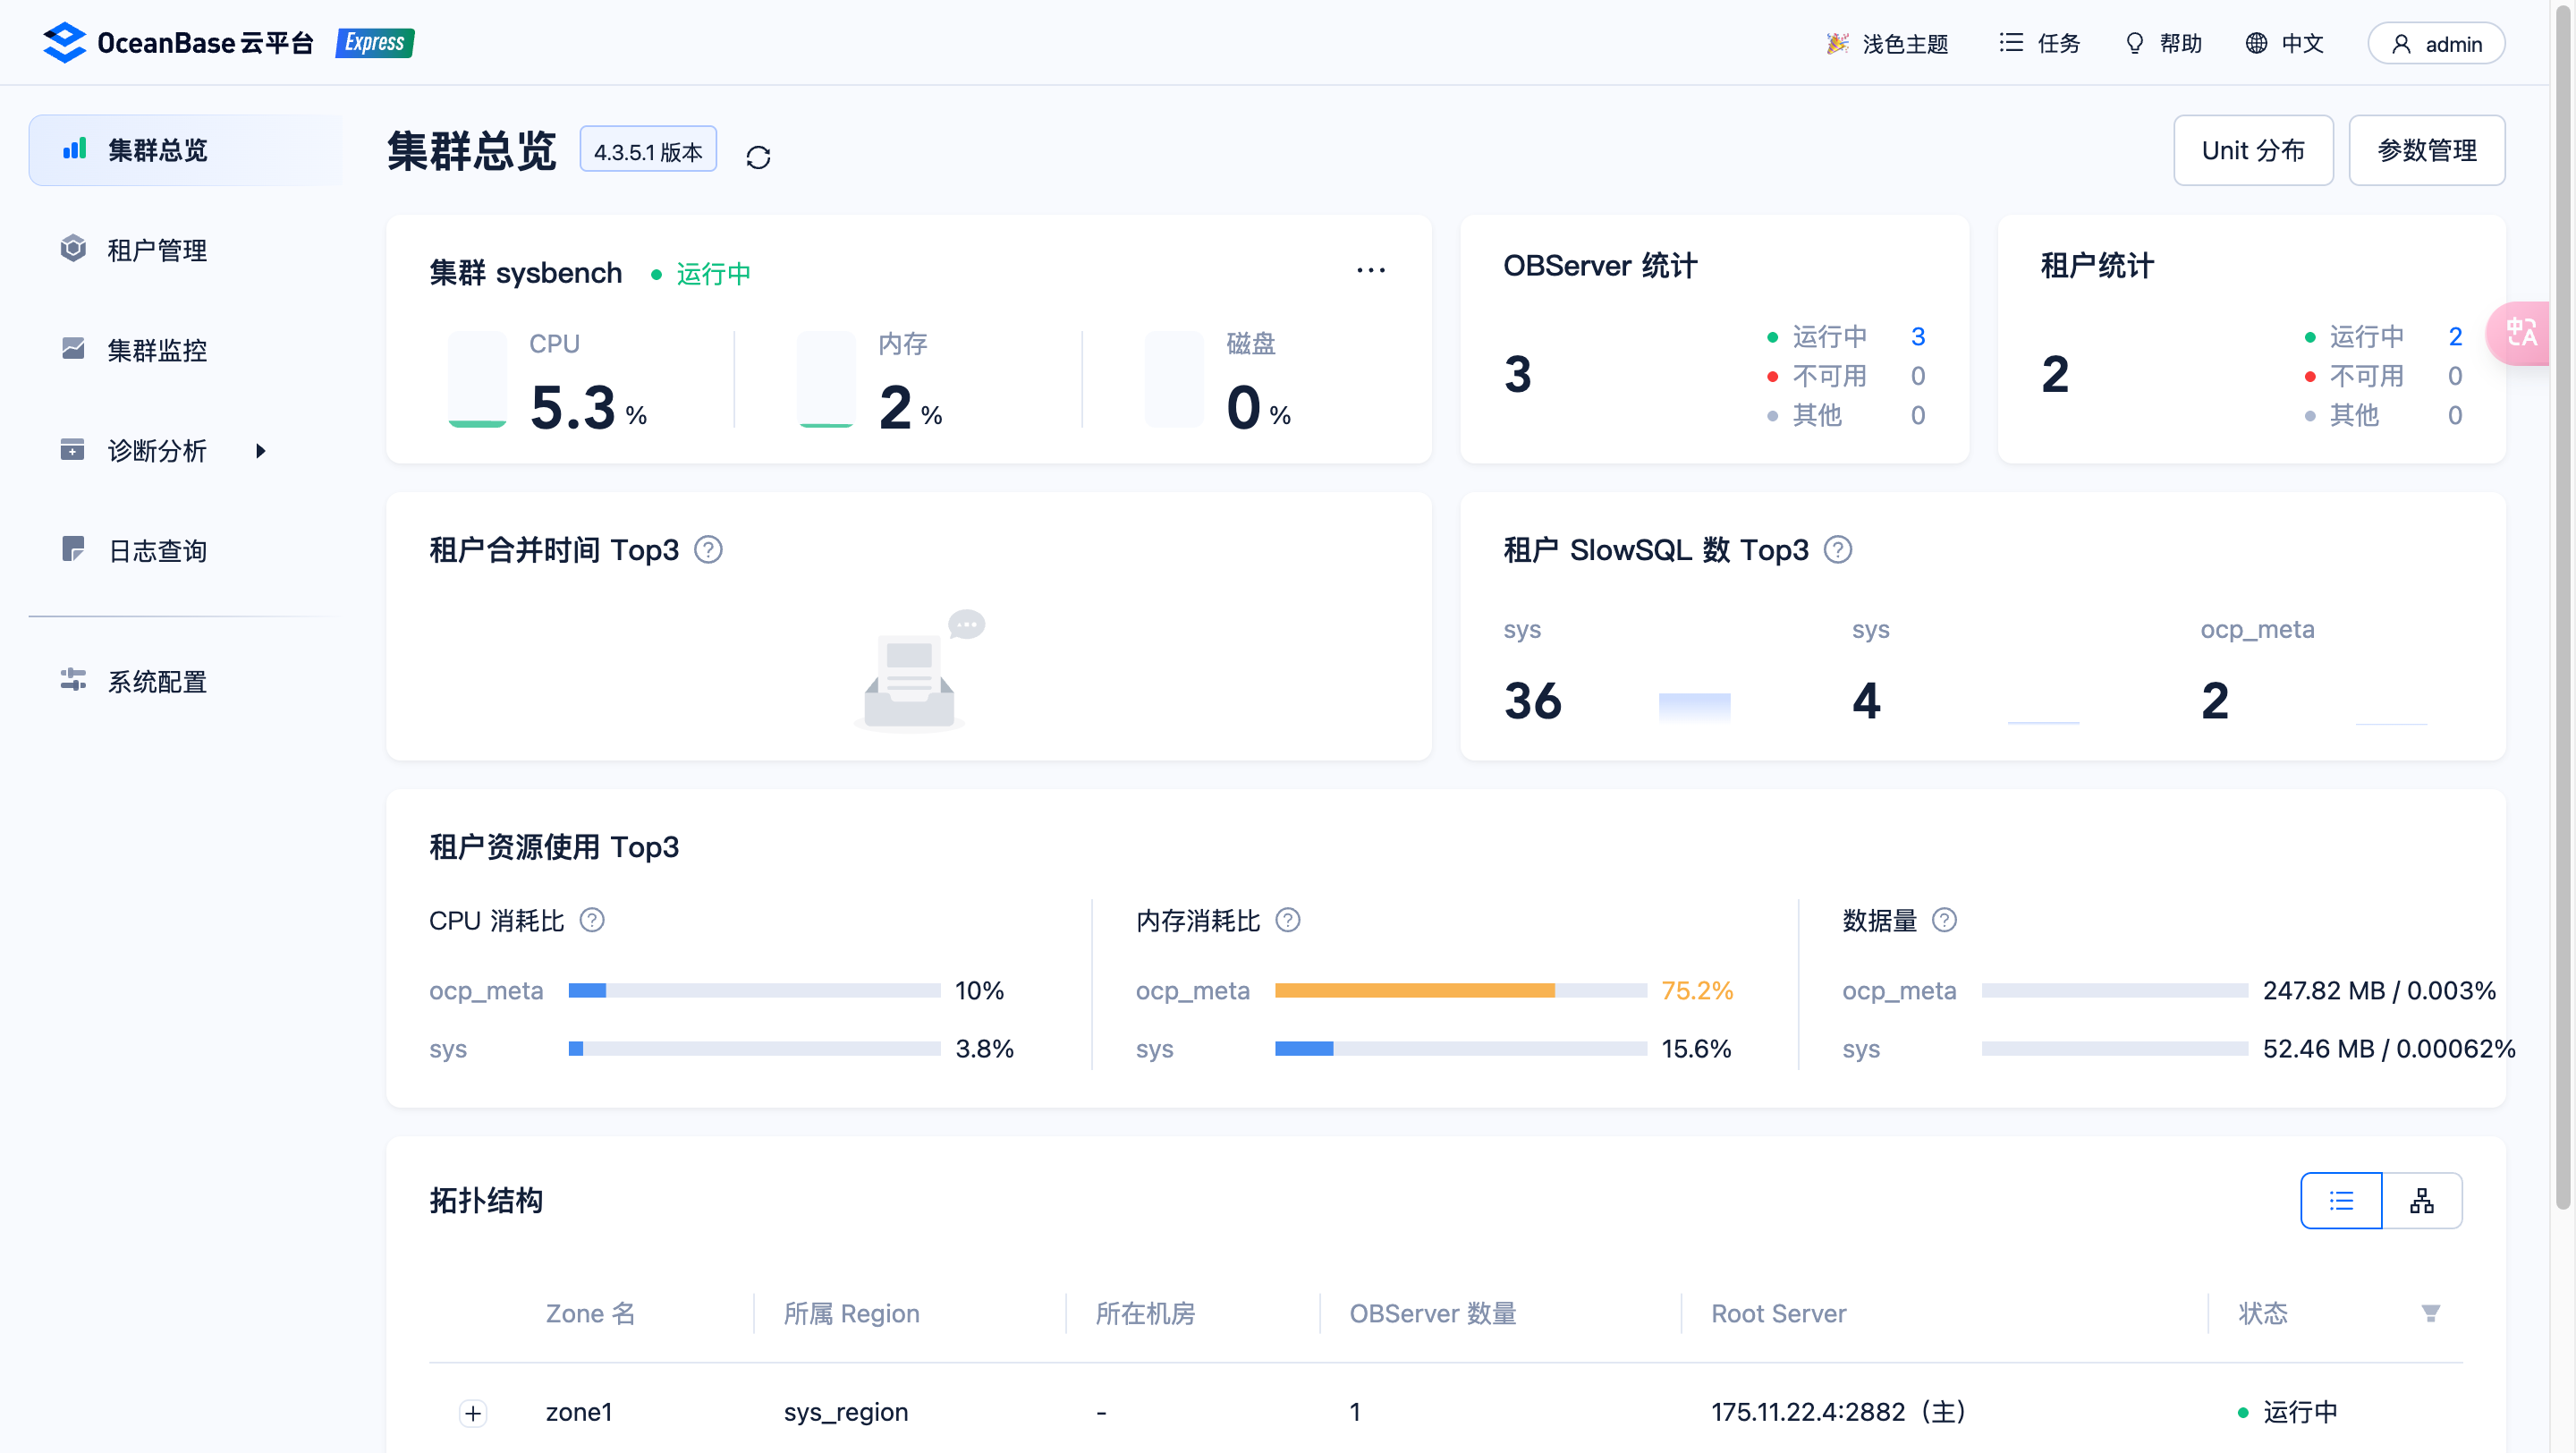 OceanBase 云平台 Express
浅色主题 任务 帮助 中文 admin
集群总览
租户管理
集群监控
诊断分析
日志查询
系统配置
集群总览 4.3.5.1 版本
Unit 分布 参数管理
集群 sysbench 运行中 ...
CPU
5.3 %
内存
2 %
磁盘
0 %
OBServer 统计
3
运行中 3
不可用 0
其他 0
租户统计
2
运行中 2
不可用 0
其他 0
中A
租户合并时间 Top3 ?
租户 SlowSQL 数 Top3 ?
sys sys ocp_meta
36 4 2
租户资源使用 Top3
CPU 消耗比 ?
ocp_meta 10%
sys 3.8%
内存消耗比 ?
ocp_meta 75.2%
sys 15.6%
数据量 ?
ocp_meta 247.82 MB / 0.003%
sys 52.46 MB / 0.00062%
拓扑结构
Zone 名 所属 Region 所在机房 OBServer 数量 Root Server 状态
zone1 sys_region - 1 175.11.22.4:2882（主） 运行中